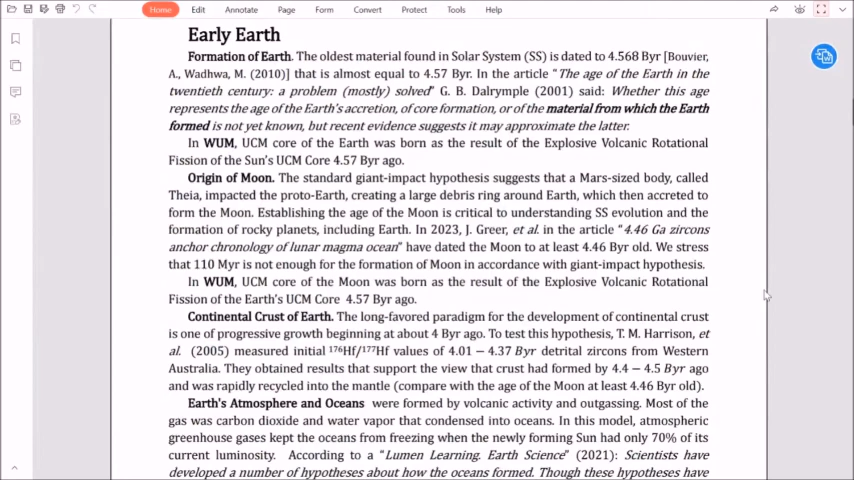 Home Edit Annotate Page Form Convert Protect Tools Help
Early Earth
Formation of Earth. The oldest material found in Solar System (SS) is dated to 4.568 Byr [Bouvier,
A., Wadhwa, M. (2010)] that is almost equal to 4.57 Byr. In the article “The age of the Earth in the
twentieth century: a problem (mostly) solved” G. B. Dalrymple (2001) said: Whether this age
represents the age of the Earth’s accretion, of core formation, or of the material from which the Earth
formed is not yet known, but recent evidence suggests it may approximate the latter.
In WUM, UCM core of the Earth was born as the result of the Explosive Volcanic Rotational
Fission of the Sun’s UCM Core 4.57 Byr ago.
Origin of Moon. The standard giant-impact hypothesis suggests that a Mars-sized body, called
Theia, impacted the proto-Earth, creating a large debris ring around Earth, which then accreted to
form the Moon. Establishing the age of the Moon is critical to understanding SS evolution and the
formation of rocky planets, including Earth. In 2023, J. Greer, et al. in the article “4.46 Ga zircons
anchor chronology of lunar magma ocean” have dated the Moon to at least 4.46 Byr old. We stress
that 110 Myr is not enough for the formation of Moon in accordance with giant-impact hypothesis.
In WUM, UCM core of the Moon was born as the result of the Explosive Volcanic Rotational
Fission of the Earth’s UCM Core 4.57 Byr ago.
Continental Crust of Earth. The long-favored paradigm for the development of continental crust
is one of progressive growth beginning at about 4 Byr ago. To test this hypothesis, T. M. Harrison, et
al. (2005) measured initial ¹⁷⁶Hf/¹⁷⁷Hf values of 4.01 − 4.37 Byr detrital zircons from Western
Australia. They obtained results that support the view that crust had formed by 4.4 − 4.5 Byr ago
and was rapidly recycled into the mantle (compare with the age of the Moon at least 4.46 Byr old).
Earth's Atmosphere and Oceans were formed by volcanic activity and outgassing. Most of the
gas was carbon dioxide and water vapor that condensed into oceans. In this model, atmospheric
greenhouse gases kept the oceans from freezing when the newly forming Sun had only 70% of its
current luminosity. According to a “Lumen Learning. Earth Science” (2021): Scientists have
developed a number of hypotheses about how the oceans formed. Though these hypotheses have